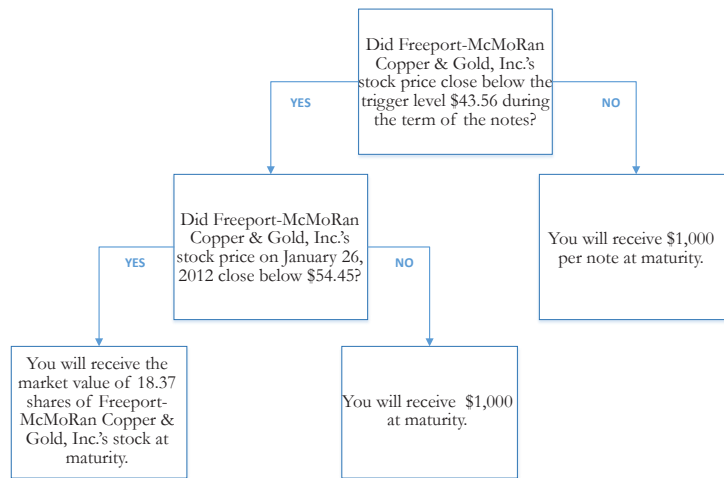 Did Freeport-McMoRan
Copper & Gold, Inc.'s
stock price close below the
trigger level $43.56 during
the term of the notes?
YES
NO
Did Freeport-McMoRan
Copper & Gold, Inc.'s
stock price on January 26,
2012 close below $54.45?
You will receive $1,000
per note at maturity.
YES
NO
You will receive the
market value of 18.37
shares of Freeport-
McMoRan Copper &
Gold, Inc.'s stock at
maturity.
You will receive $1,000
at maturity.